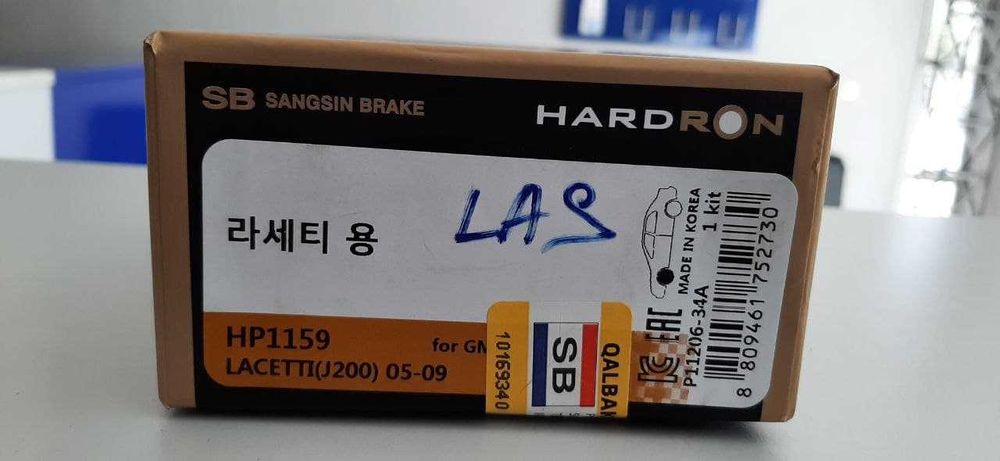 SB SANGSIN BRAKE
HARDRON
라세티 용
LAS
MADE IN KOREA
1 kit
HP1159
for GM
LACETTI(J200) 05-09
10169340
SB
EAC
P11206-34A
8 809461 752730